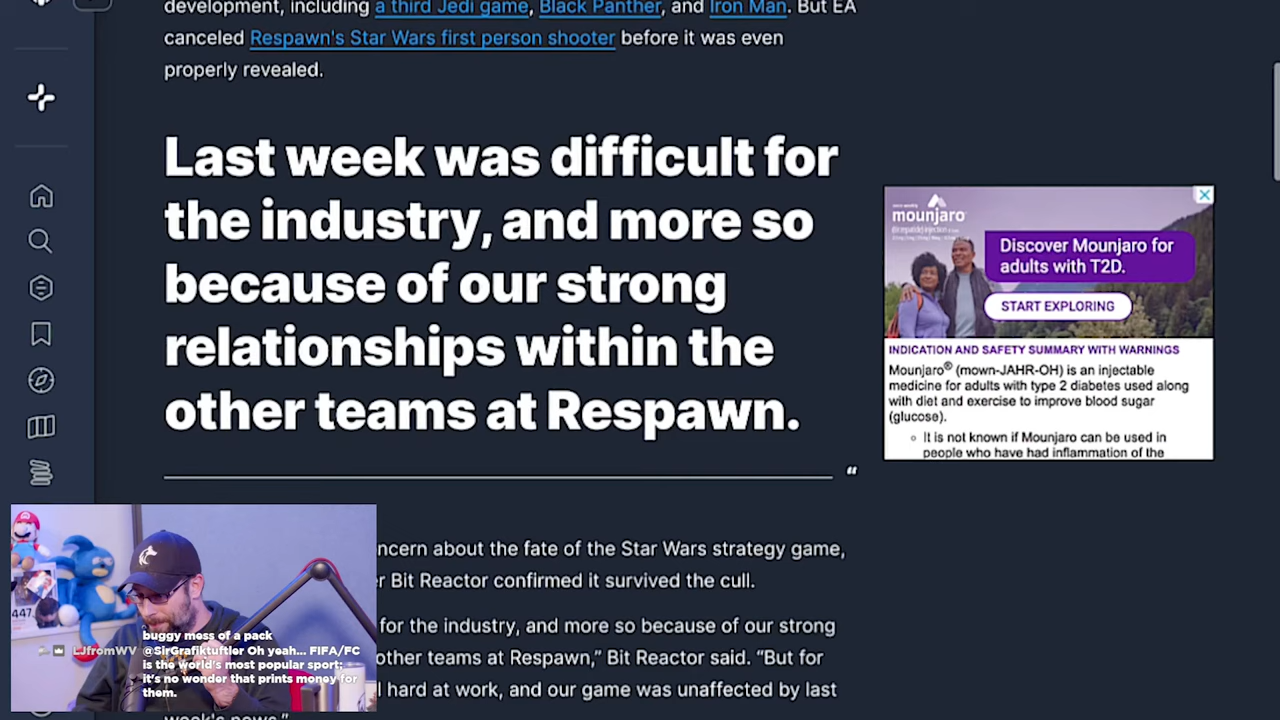 development, including a third Jedi game, Black Panther, and Iron Man. But EA
canceled Respawn's Star Wars first person shooter before it was even
properly revealed.
Last week was difficult for
the industry, and more so
because of our strong
relationships within the
other teams at Respawn.
“
ncern about the fate of the Star Wars strategy game,
r Bit Reactor confirmed it survived the cull.
for the industry, and more so because of our strong
other teams at Respawn,” Bit Reactor said. “But for
l hard at work, and our game was unaffected by last
week's news.”
mounjaro
Discover Mounjaro for
adults with T2D.
START EXPLORING
INDICATION AND SAFETY SUMMARY WITH WARNINGS
Mounjaro® (mown-JAHR-OH) is an injectable
medicine for adults with type 2 diabetes used along
with diet and exercise to improve blood sugar
(glucose).
It is not known if Mounjaro can be used in
people who have had inflammation of the
447
buggy mess of a pack
LJfromWV @SirGrafiktuftler Oh yeah... FIFA/FC
is the world's most popular sport;
it's no wonder that prints money for
them.